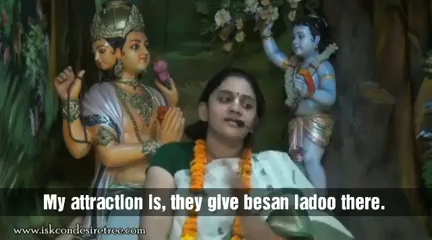 My attraction is, they give besan ladoo there.
www.iskcondesiretree.com